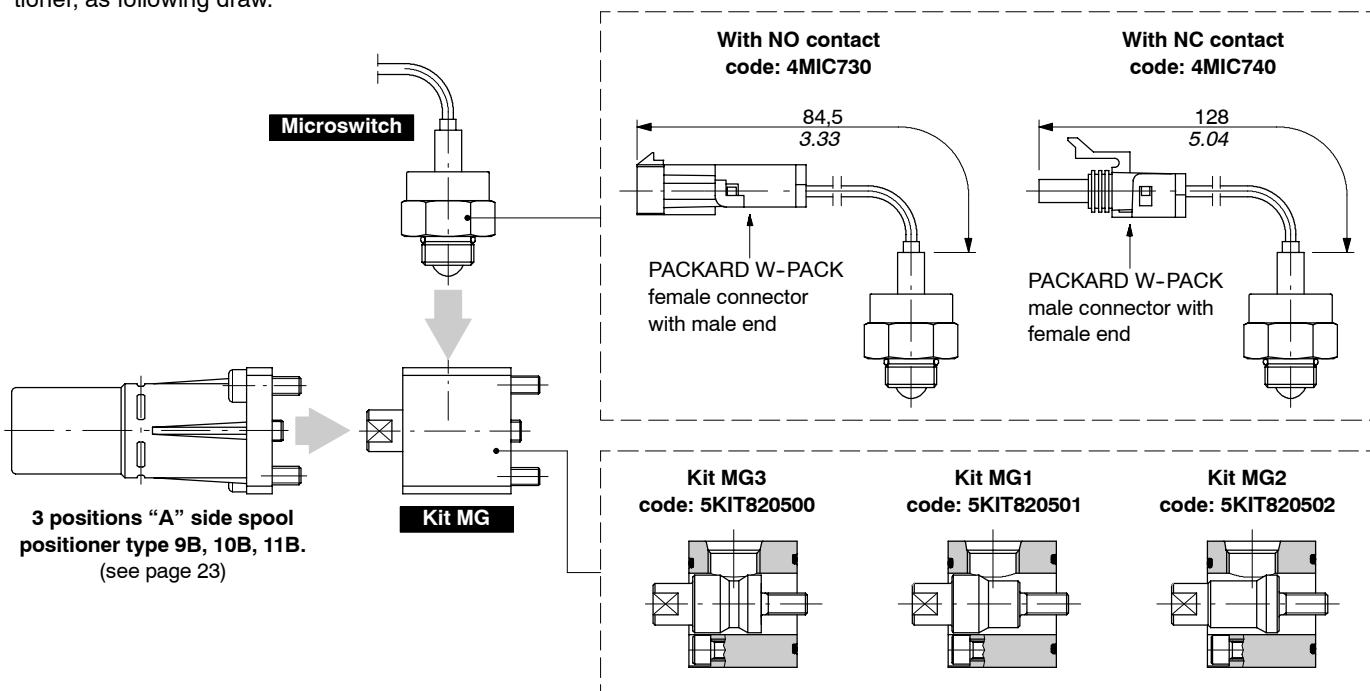 tioner, as following draw.
Microswitch
With NO contact
code: 4MIC730
84,5
3.33
PACKARD W-PACK
female connector
with male end
With NC contact
code: 4MIC740
128
5.04
PACKARD W-PACK
male connector with
female end
3 positions “A” side spool
positioner type 9B, 10B, 11B.
(see page 23)
Kit MG
Kit MG3
code: 5KIT820500
Kit MG1
code: 5KIT820501
Kit MG2
code: 5KIT820502